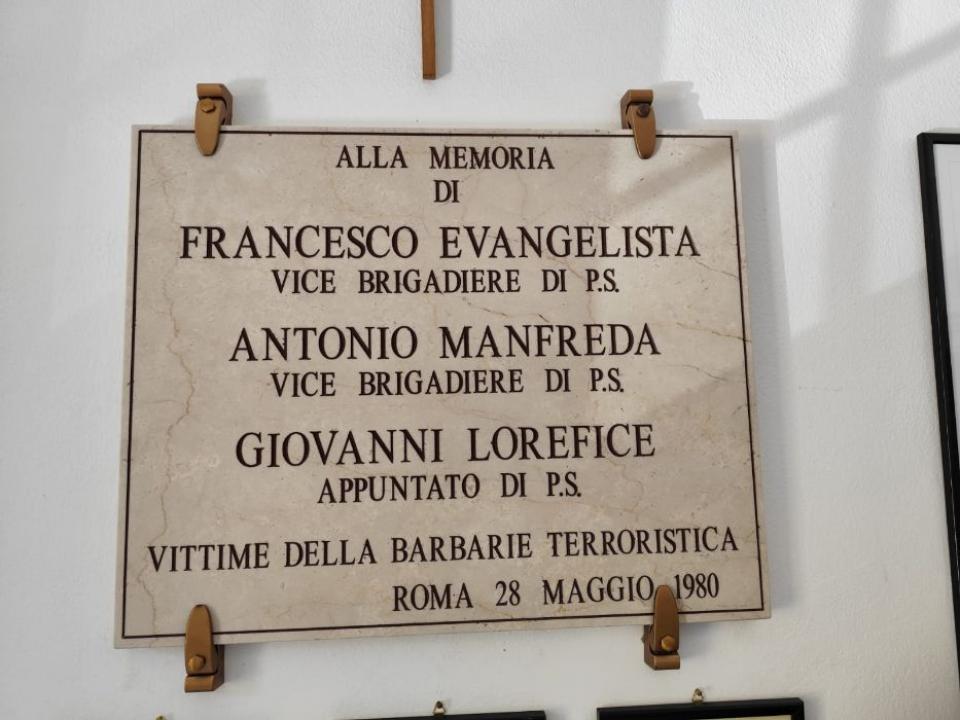 ALLA MEMORIA
DI
FRANCESCO EVANGELISTA
VICE BRIGADIERE DI P.S.
ANTONIO MANFREDA
VICE BRIGADIERE DI P.S.
GIOVANNI LOREFICE
APPUNTATO DI P.S.
VITTIME DELLA BARBARIE TERRORISTICA
ROMA 28 MAGGIO 1980